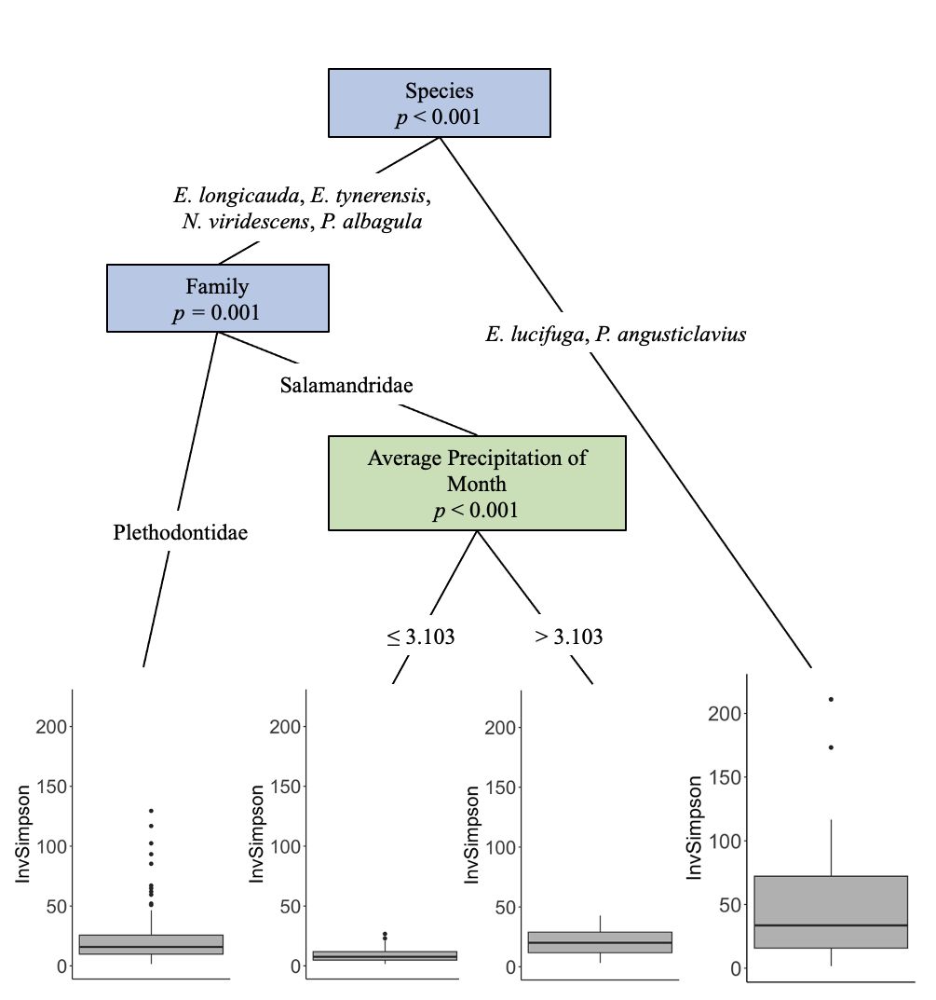 Species
p < 0.001
E. longicauda, E. tynerensis,
N. viridescens, P. albagula
Family
p = 0.001
E. lucifuga, P. angusticlavius
Salamandridae
Average Precipitation of
Month
p < 0.001
Plethodontidae
≤ 3.103
> 3.103
InvSimpson
200
150
100
50
0
InvSimpson
200
150
100
50
0
InvSimpson
200
150
100
50
0
InvSimpson
200
150
100
50
0